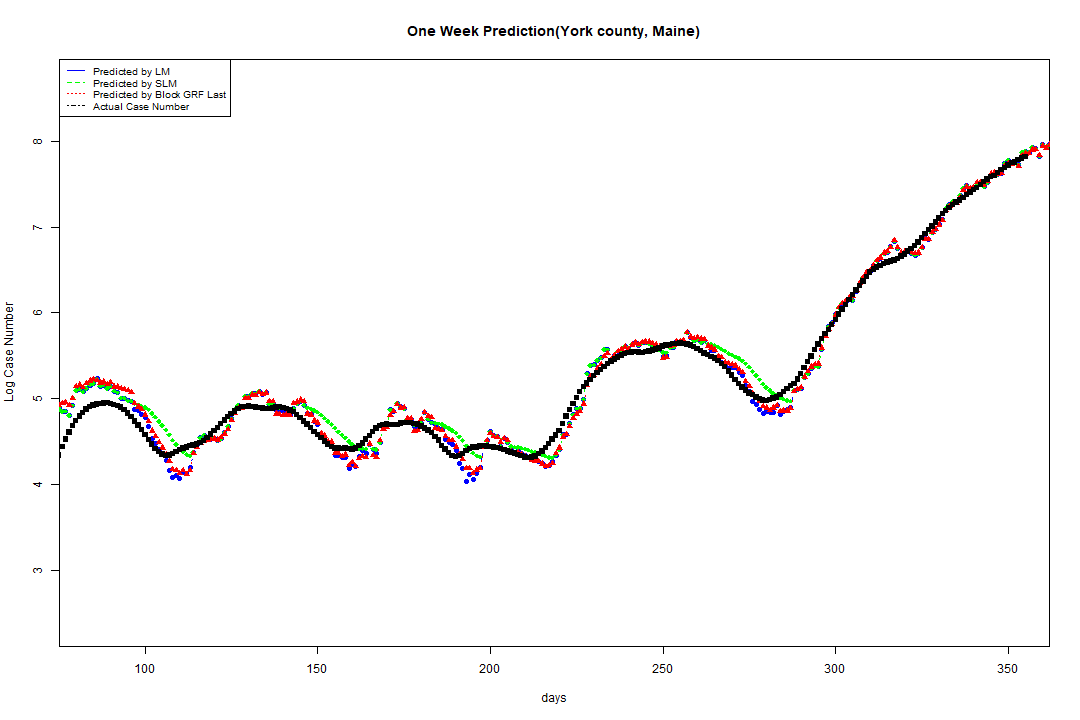 One Week Prediction(York county, Maine)
Predicted by LM
Predicted by SLM
Predicted by Block GRF Last
Actual Case Number
8
7
6
5
4
3
Log Case Number
100 150 200 250 300 350
days